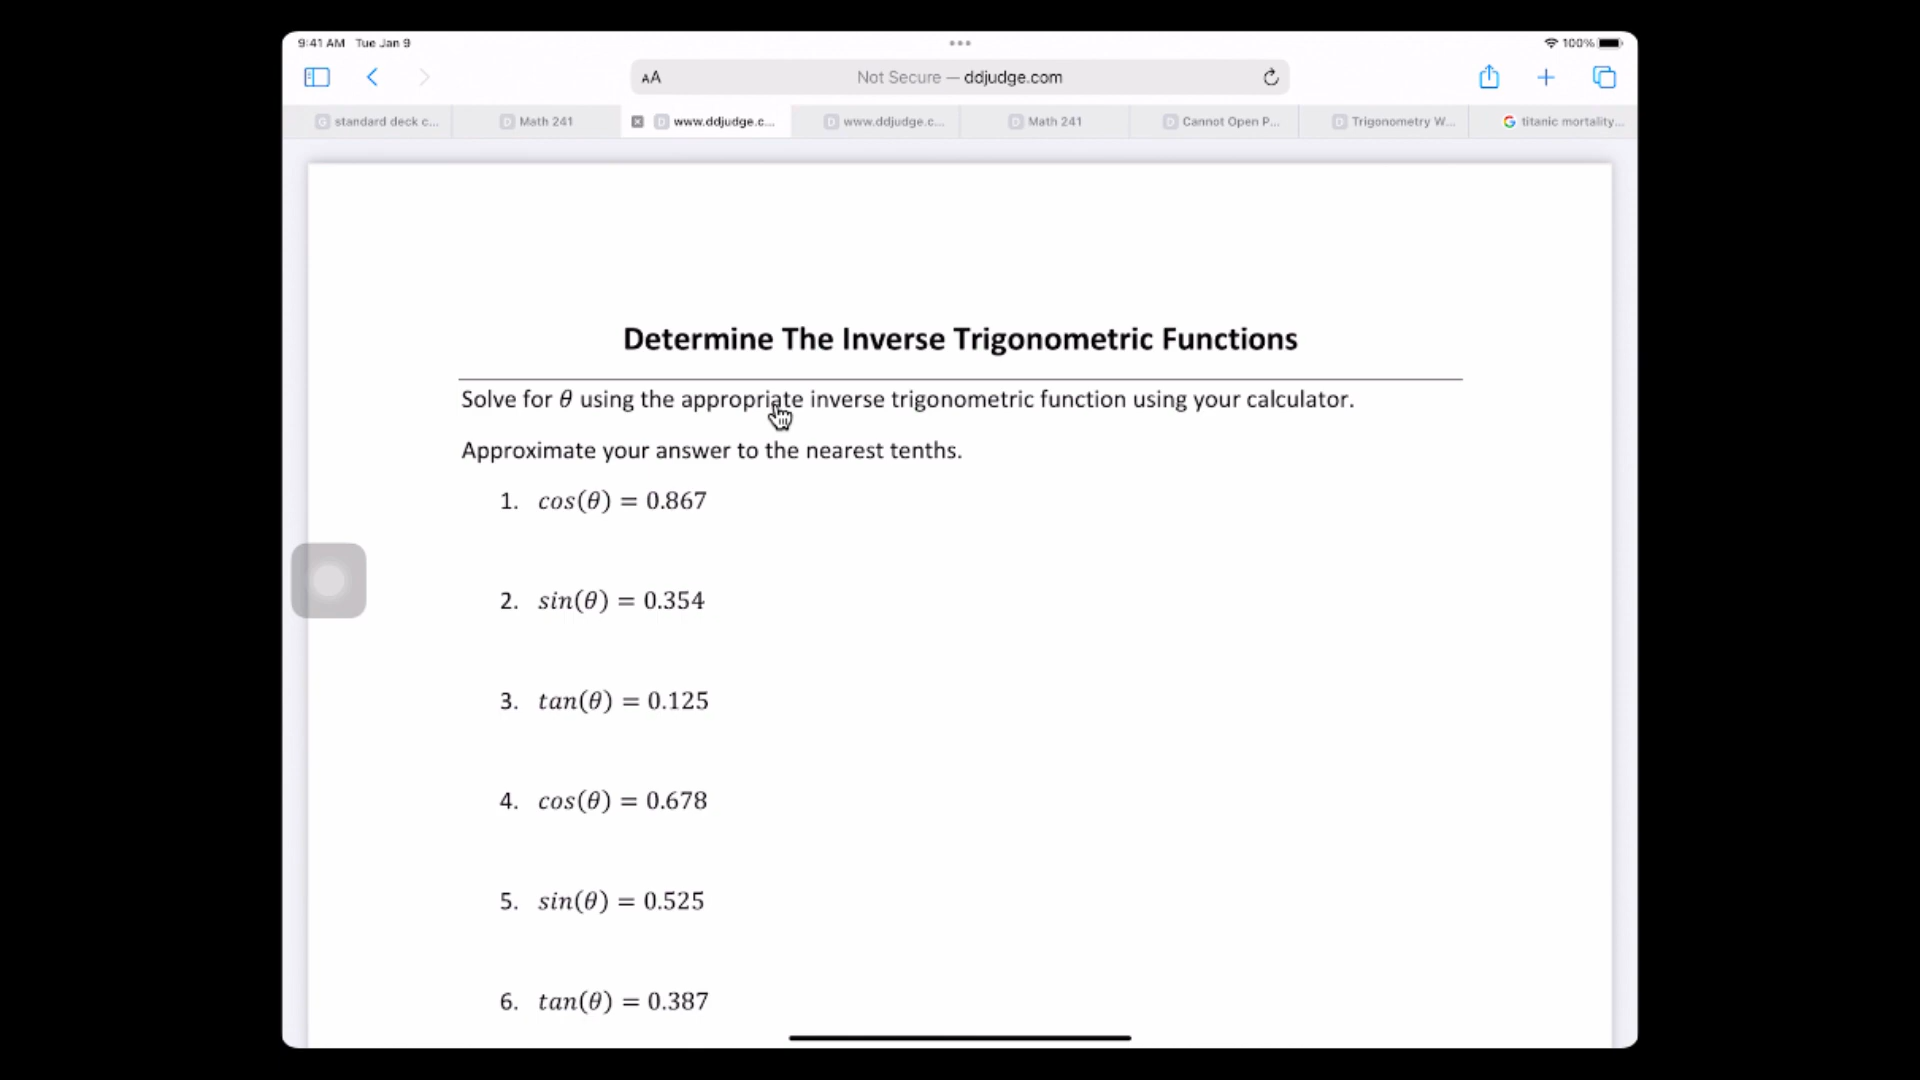 9:41 AM Tue Jan 9
100%
AA
Not Secure — ddjudge.com
standard deck c...
Math 241
www.ddjudge.c...
www.ddjudge.c...
Math 241
Cannot Open P...
Trigonometry W...
titanic mortality...
Determine The Inverse Trigonometric Functions
Solve for θ using the appropriate inverse trigonometric function using your calculator.
Approximate your answer to the nearest tenths.
1. cos(θ) = 0.867
2. sin(θ) = 0.354
3. tan(θ) = 0.125
4. cos(θ) = 0.678
5. sin(θ) = 0.525
6. tan(θ) = 0.387